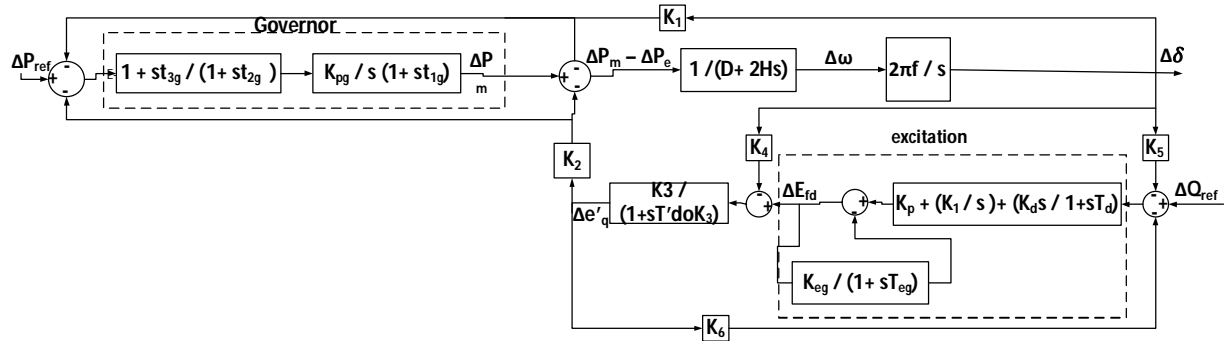 K₁
Governor
ΔPref
+
-
-
1 + st₃g / (1+ st₂g )
Kpg / s (1+ st₁g)
ΔP
m
+
-
-
ΔPm − ΔPe
1 /(D+ 2Hs)
Δω
2πf / s
Δδ
K₂
K₄
K₅
excitation
K3 /
(1+sT'doK₃)
Δe'q
-
+
ΔEfd
-
+
Kp + (K₁ / s) + (Kds / 1+sTd)
-
+
-
ΔQref
Keg / (1+ sTeg)
K₆